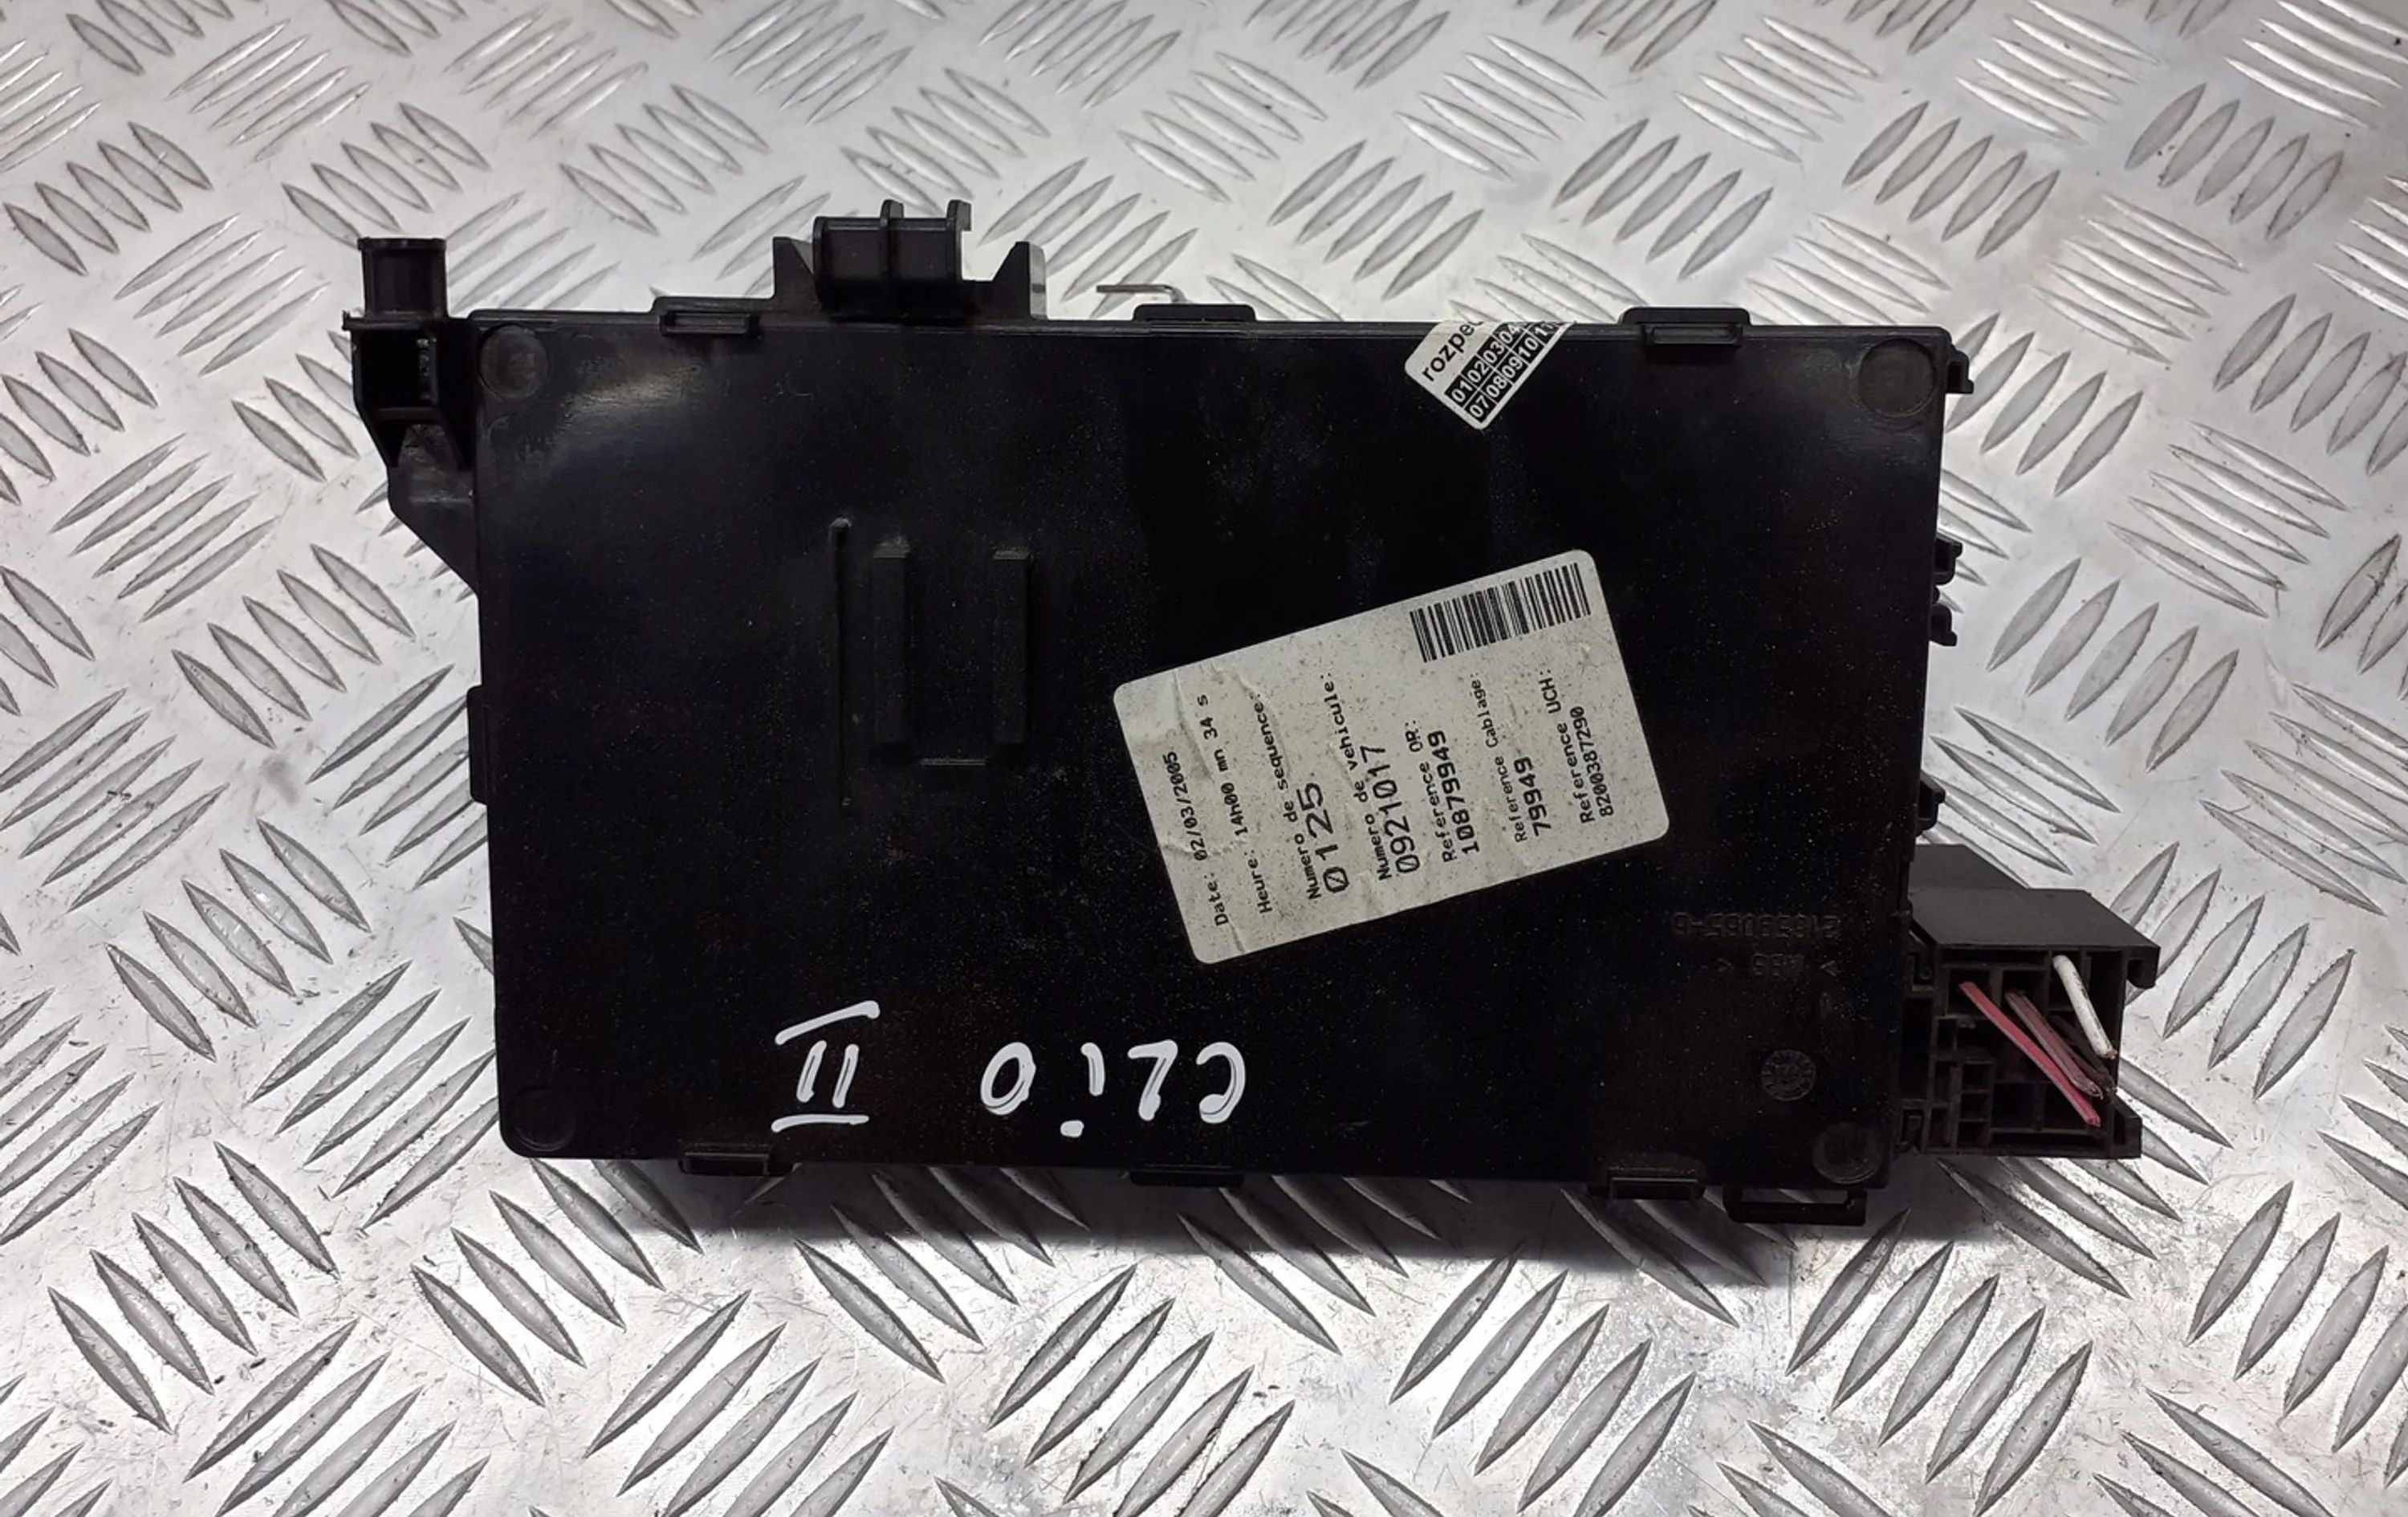 rozpe
01 02 03 04
07 08 09 10
Date: 02/03/2005
Heure: 14h00 mn 34 s
Numero de sequence:
0125
Numero de vehicule:
0921017
Reference OR:
10879949
Reference Cablage:
79949
Reference UCH:
8200387290
CLiO II